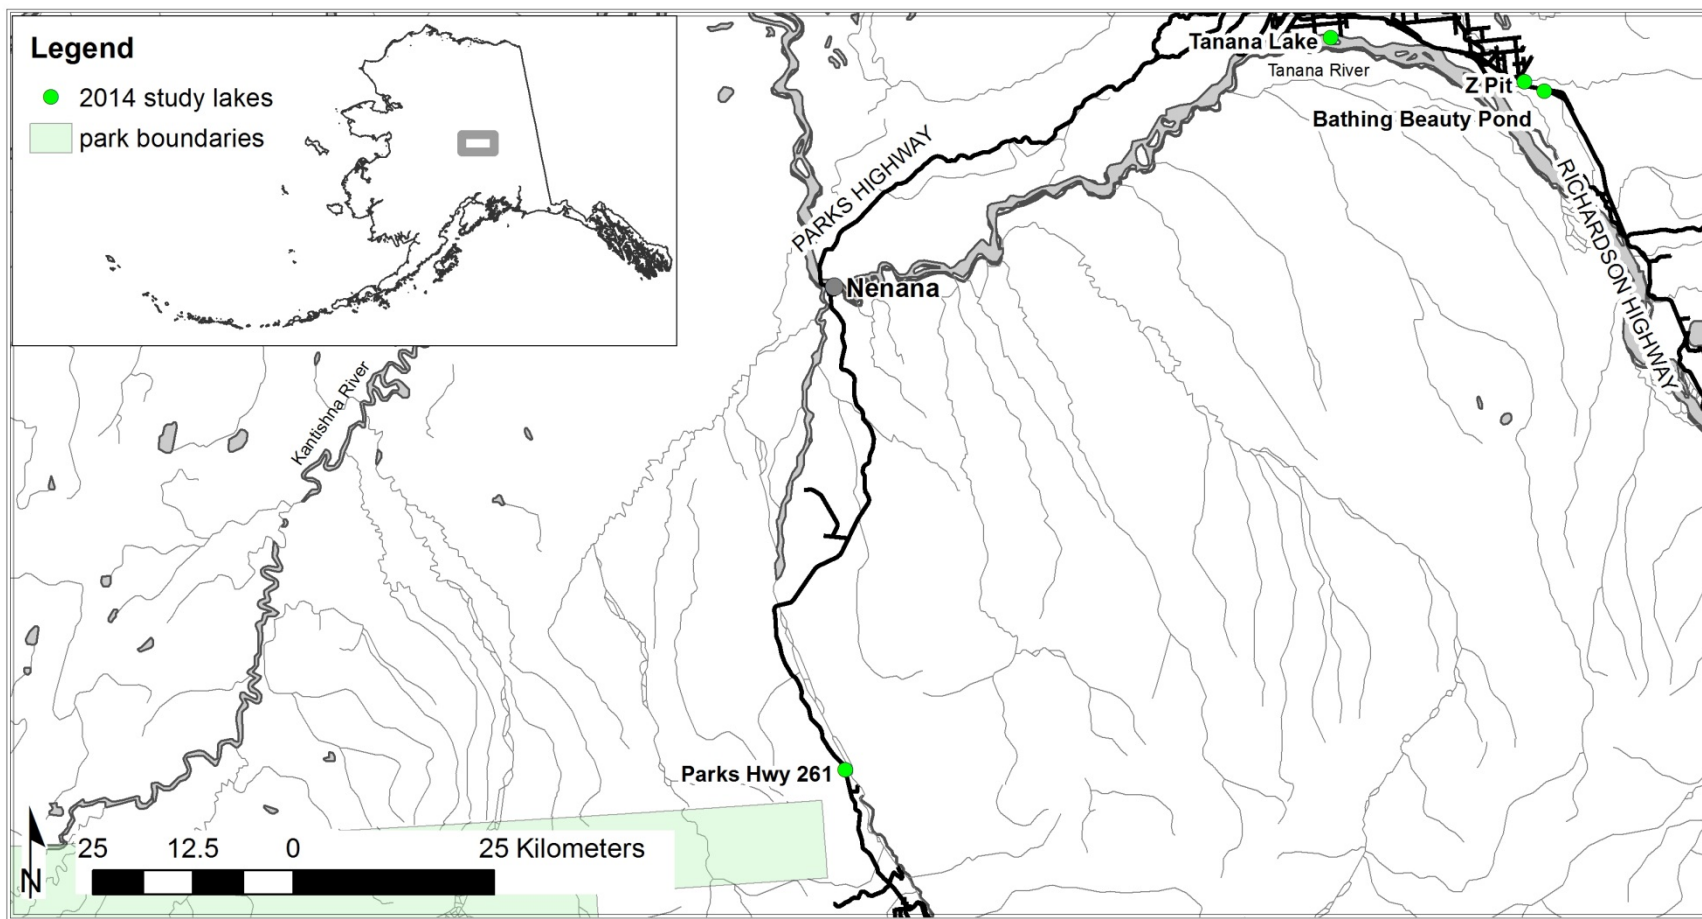 Legend
2014 study lakes
park boundaries
Tanana Lake
Tanana River
Z Pit
Bathing Beauty Pond
PARKS HIGHWAY
RICHARDSON HIGHWAY
Nenana
Kantishna River
Parks Hwy 261
25 12.5 0 25 Kilometers
N